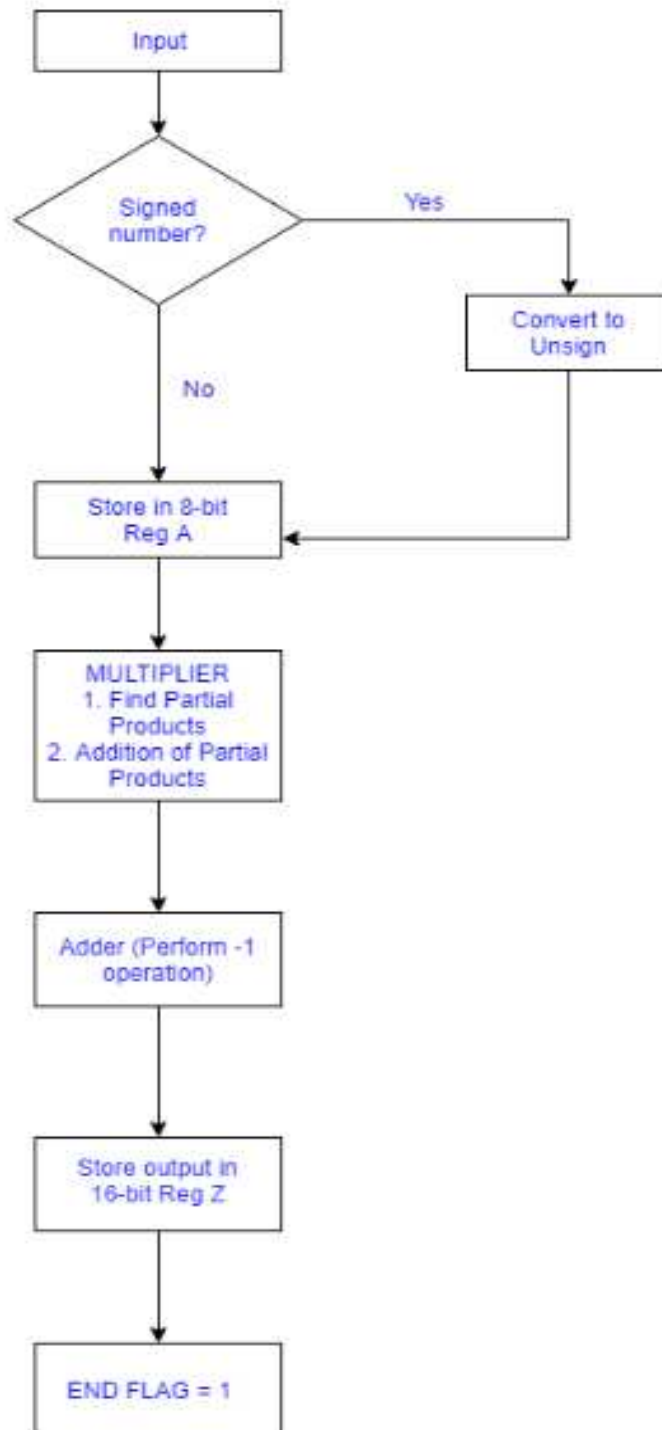 Input
Signed
number?
Yes
Convert to
Unsign
No
Store in 8-bit
Reg A
MULTIPLIER
1. Find Partial
Products
2. Addition of Partial
Products
Adder (Perform -1
operation)
Store output in
16-bit Reg Z
END FLAG = 1